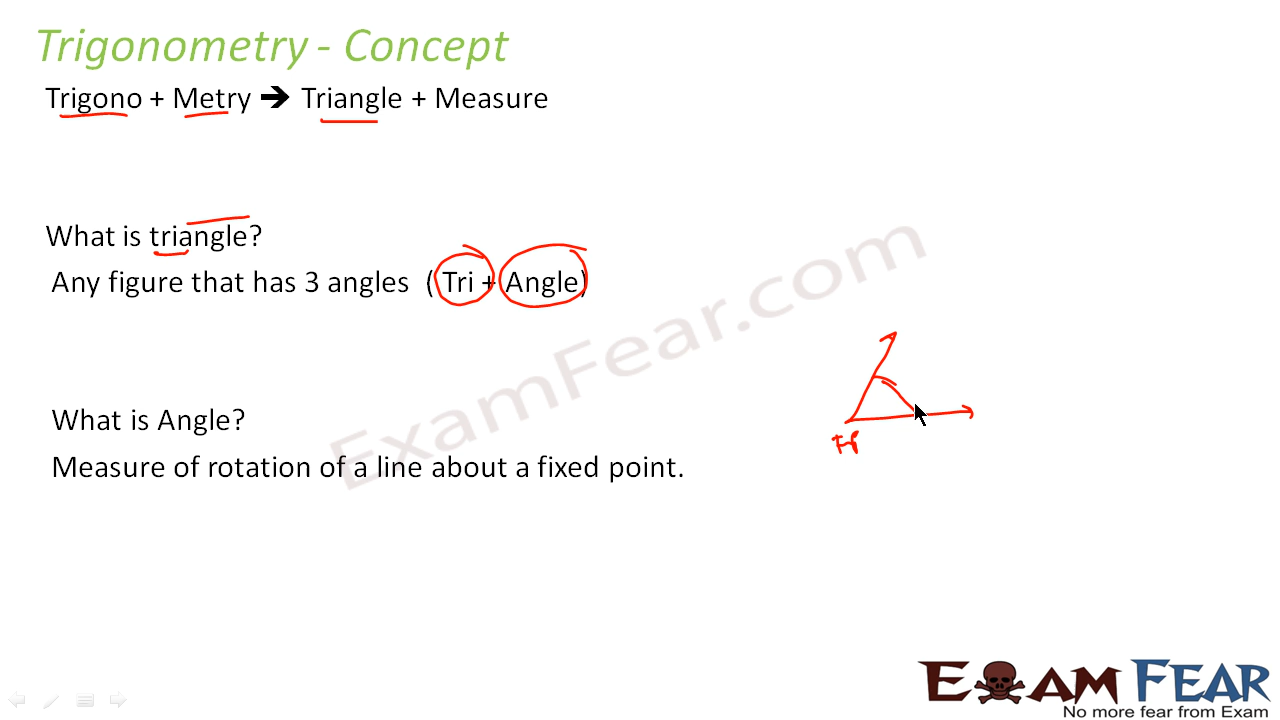 Trigonometry - Concept
Trigono + Metry ➔ Triangle + Measure
What is triangle?
Any figure that has 3 angles ( Tri + Angle)
ExamFear.com
What is Angle?
Measure of rotation of a line about a fixed point.
EXAM FEAR
No more fear from Exam